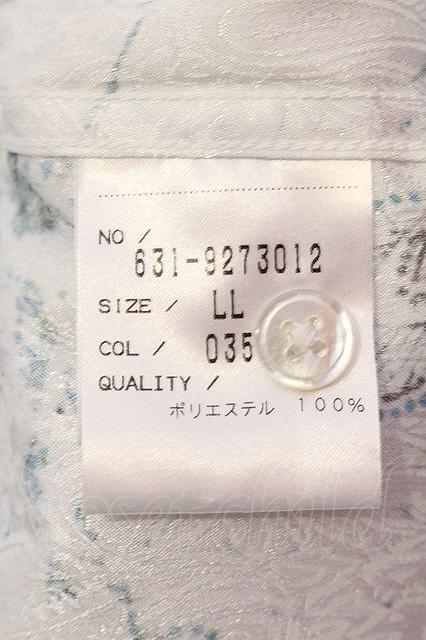 NO /
631-9273012
SIZE / LL
COL / 035
QUALITY /
ポリエステル 100%